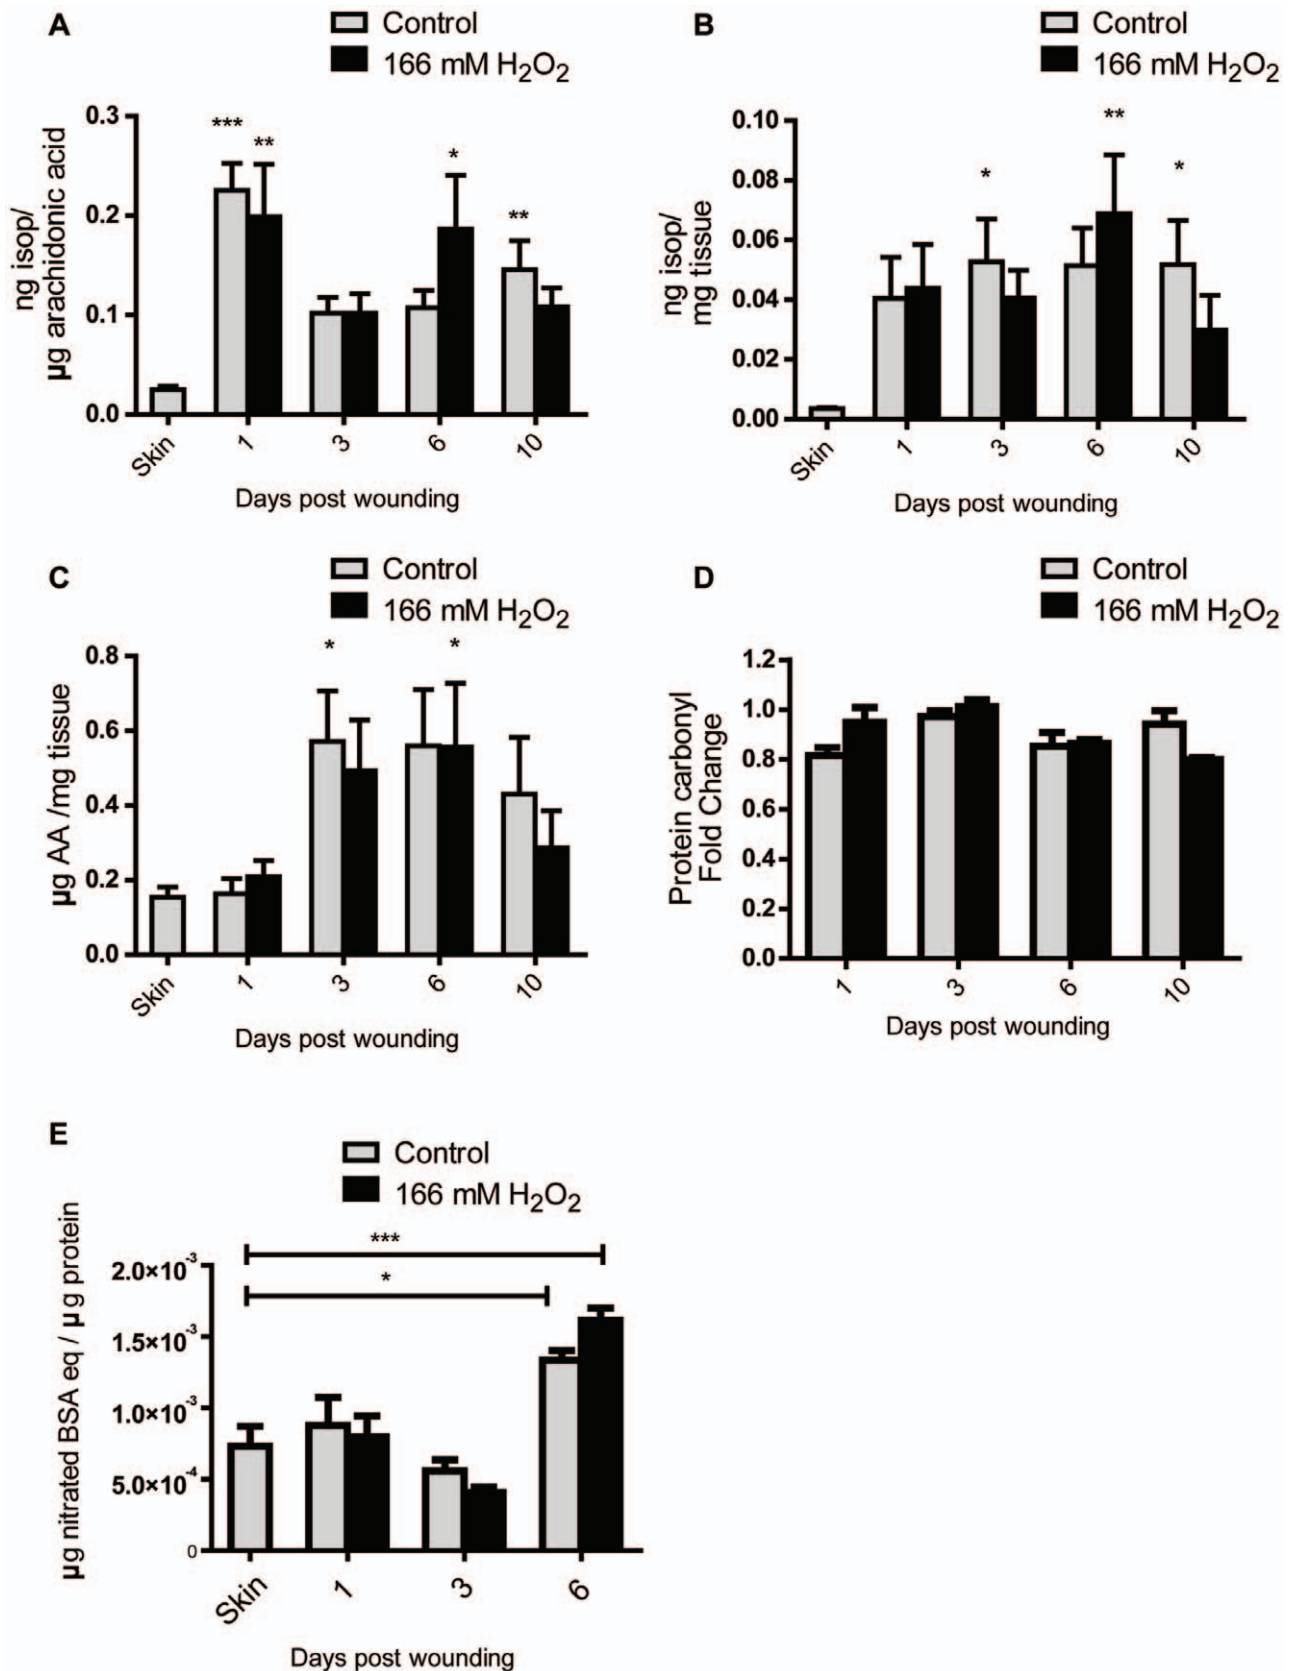 A
Control
166 mM H₂O₂
ng isop/
µg arachidonic acid
0.3
0.2
0.1
0.0
*** ** * **
Skin 1 3 6 10
Days post wounding
B
Control
166 mM H₂O₂
ng isop/
mg tissue
0.10
0.08
0.06
0.04
0.02
0.00
* ** *
Skin 1 3 6 10
Days post wounding
C
Control
166 mM H₂O₂
µg AA /mg tissue
0.8
0.6
0.4
0.2
0.0
* *
Skin 1 3 6 10
Days post wounding
D
Control
166 mM H₂O₂
Protein carbonyl
Fold Change
1.2
1.0
0.8
0.6
0.4
0.2
0.0
1 3 6 10
Days post wounding
E
Control
166 mM H₂O₂
µg nitrated BSA eq / µg protein
***
*
2.0×10⁻³
1.5×10⁻³
1.0×10⁻³
5.0×10⁻⁴
0
Skin 1 3 6
Days post wounding